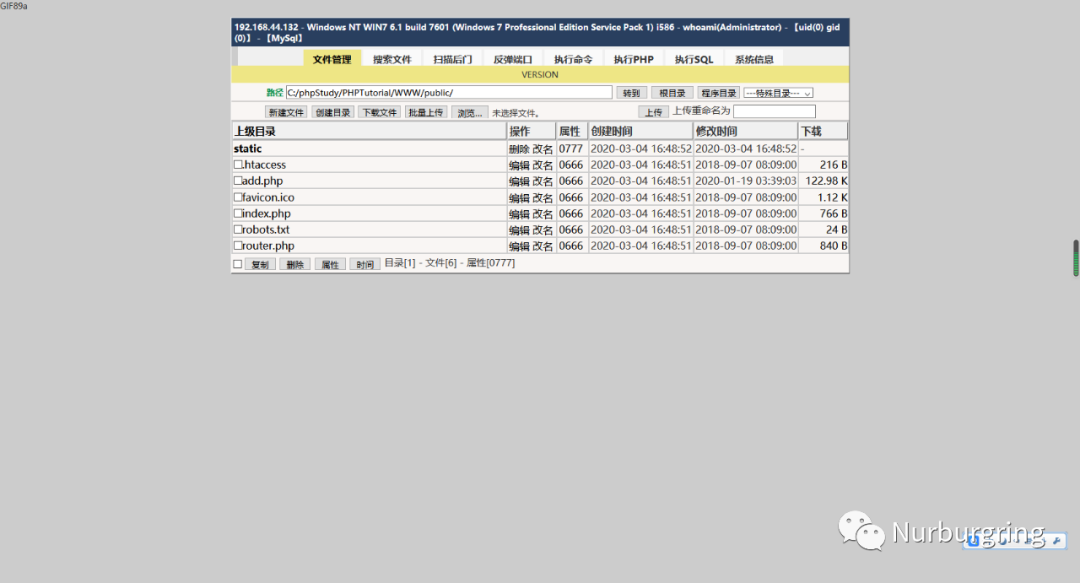 GIF89a
192.168.44.132 - Windows NT WIN7 6.1 build 7601 (Windows 7 Professional Edition Service Pack 1) i586 - whoami(Administrator) - 【uid(0) gid
(0)】 - 【MySql】
文件管理 搜索文件 扫描后门 反弹端口 执行命令 执行PHP 执行SQL 系统信息
VERSION
路径 C:/phpStudy/PHPTutorial/WWW/public/ 转到 根目录 程序目录 ---特殊目录---
新建文件 创建目录 下载文件 批量上传 浏览... 未选择文件。 上传 上传重命名为
上级目录 操作 属性 创建时间 修改时间 下载
static 删除 改名 0777 2020-03-04 16:48:52 2020-03-04 16:48:52 -
.htaccess 编辑 改名 0666 2020-03-04 16:48:51 2018-09-07 08:09:00 216 B
add.php 编辑 改名 0666 2020-03-04 16:48:51 2020-01-19 03:39:03 122.98 K
favicon.ico 编辑 改名 0666 2020-03-04 16:48:51 2018-09-07 08:09:00 1.12 K
index.php 编辑 改名 0666 2020-03-04 16:48:51 2018-09-07 08:09:00 766 B
robots.txt 编辑 改名 0666 2020-03-04 16:48:51 2018-09-07 08:09:00 24 B
router.php 编辑 改名 0666 2020-03-04 16:48:51 2018-09-07 08:09:00 840 B
复制 删除 属性 时间 目录[1] - 文件[6] - 属性[0777]
Nurburgring